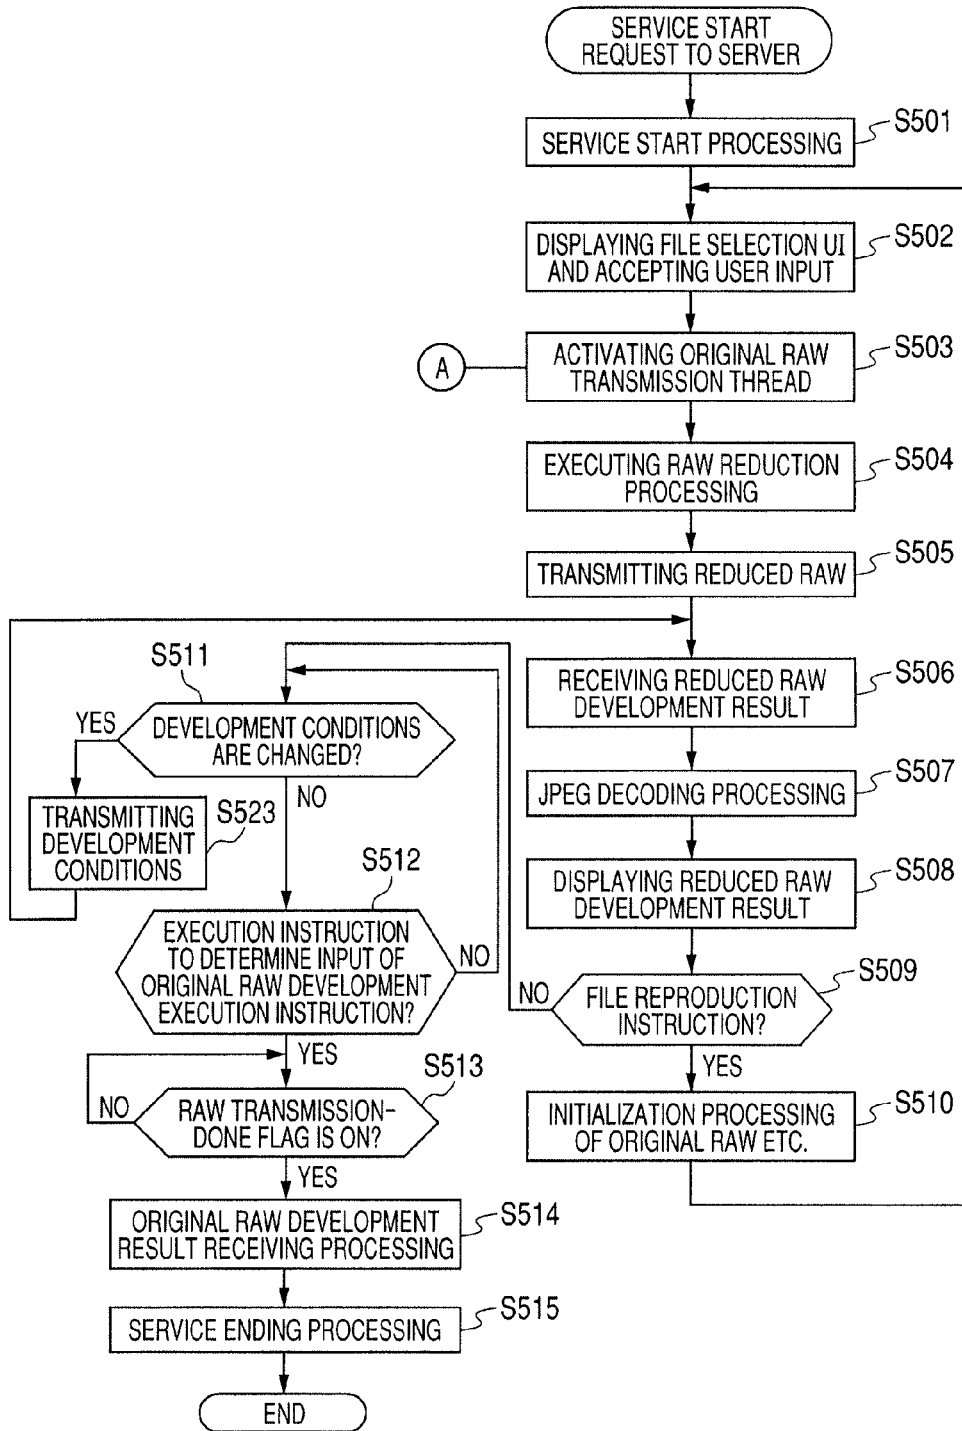 SERVICE START
REQUEST TO SERVER
S501
SERVICE START PROCESSING
S502
DISPLAYING FILE SELECTION UI
AND ACCEPTING USER INPUT
S503
A
ACTIVATING ORIGINAL RAW
TRANSMISSION THREAD
S504
EXECUTING RAW REDUCTION
PROCESSING
S505
TRANSMITTING REDUCED RAW
S506
RECEIVING REDUCED RAW
DEVELOPMENT RESULT
S507
JPEG DECODING PROCESSING
S508
DISPLAYING REDUCED RAW
DEVELOPMENT RESULT
S509
NO
FILE REPRODUCTION
INSTRUCTION?
YES
S510
INITIALIZATION PROCESSING
OF ORIGINAL RAW ETC.
S511
YES
DEVELOPMENT CONDITIONS
ARE CHANGED?
NO
S523
TRANSMITTING
DEVELOPMENT
CONDITIONS
S512
EXECUTION INSTRUCTION
TO DETERMINE INPUT OF
ORIGINAL RAW DEVELOPMENT
EXECUTION INSTRUCTION?
NO
YES
S513
NO
RAW TRANSMISSION-
DONE FLAG IS ON?
YES
S514
ORIGINAL RAW DEVELOPMENT
RESULT RECEIVING PROCESSING
S515
SERVICE ENDING PROCESSING
END